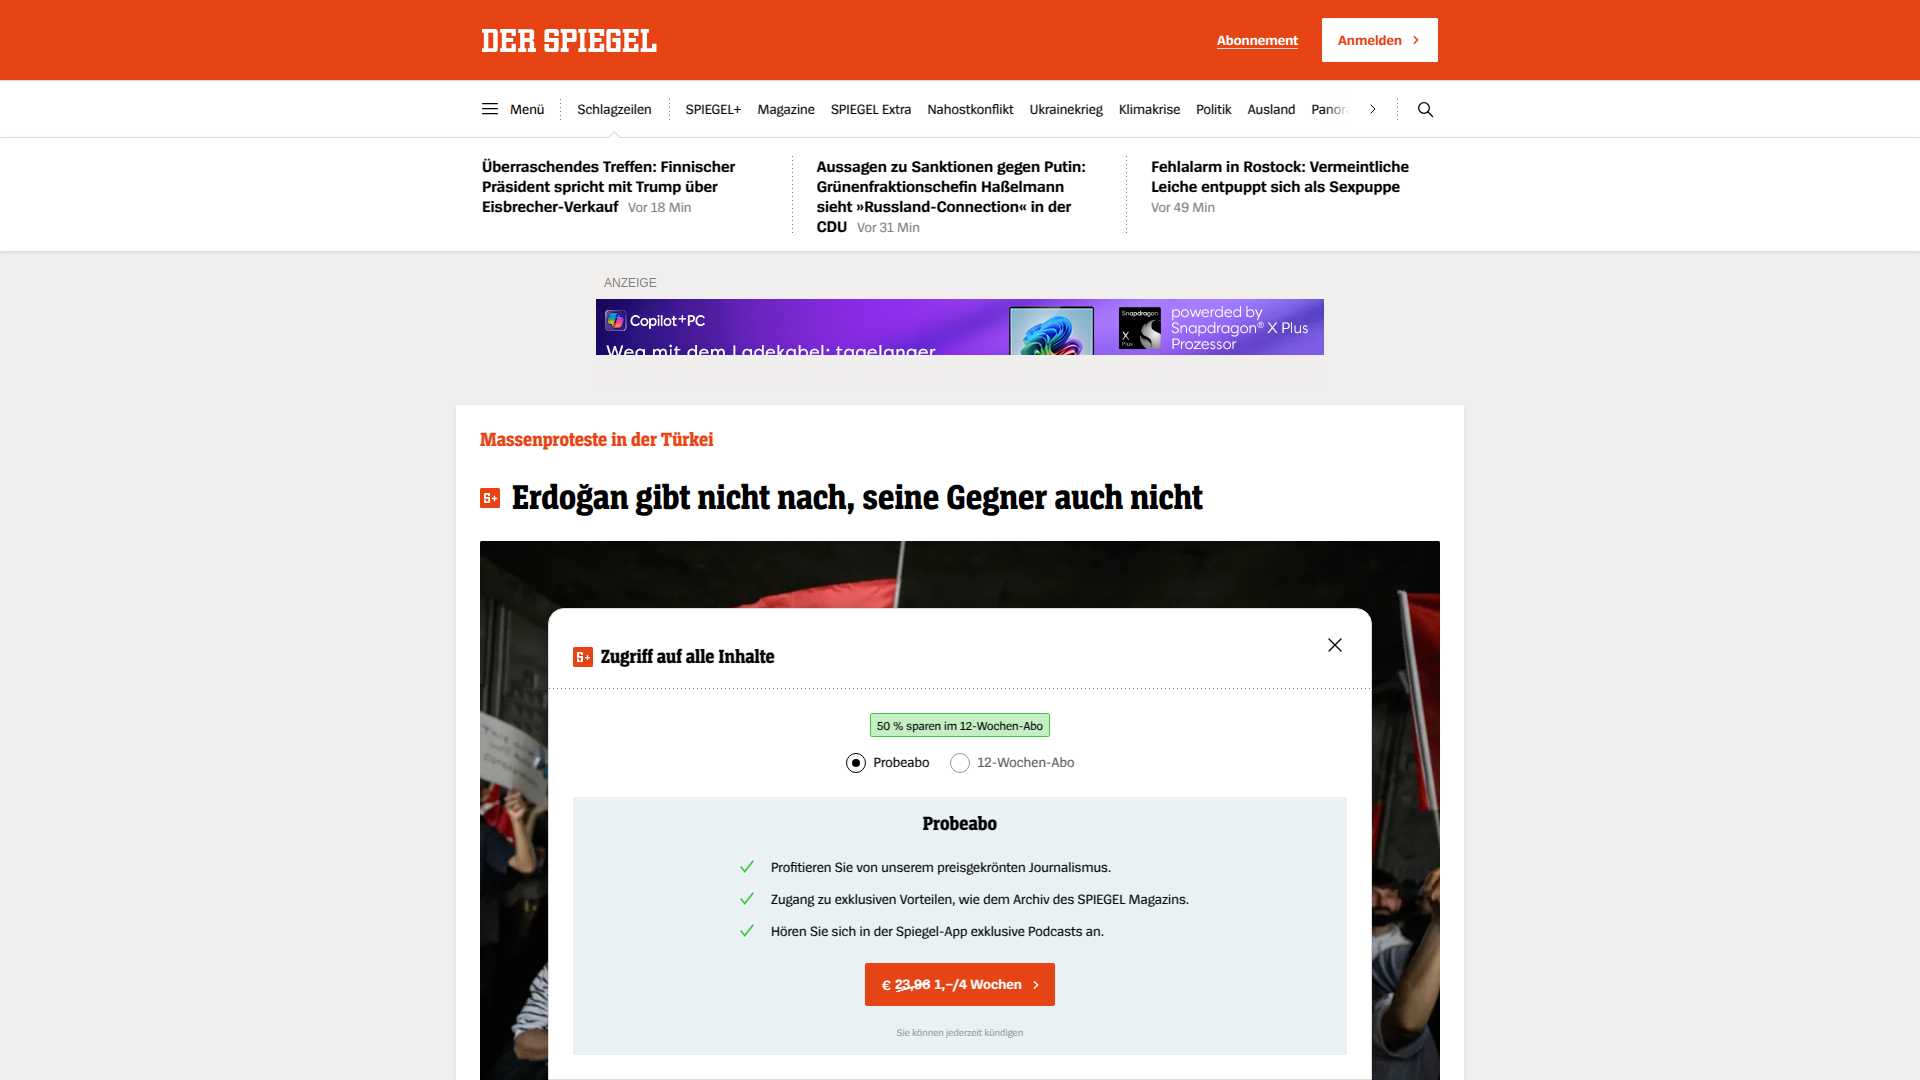 DER SPIEGEL
Abonnement
Anmelden
Menü
Schlagzeilen
SPIEGEL+
Magazine
SPIEGEL Extra
Nahostkonflikt
Ukrainekrieg
Klimakrise
Politik
Ausland
Überraschendes Treffen: Finnischer
Präsident spricht mit Trump über
Eisbrecher-Verkauf Vor 18 Min
Aussagen zu Sanktionen gegen Putin:
Grünenfraktionschefin Haßelmann
sieht »Russland-Connection« in der
CDU Vor 31 Min
Fehlalarm in Rostock: Vermeintliche
Leiche entpuppt sich als Sexpuppe
Vor 49 Min
ANZEIGE
Copilot+PC
Weg mit dem Ladekabel: tagelanger
Snapdragon
X
Plus
powerded by
Snapdragon® X Plus
Prozessor
Massenproteste in der Türkei
S+ Erdoğan gibt nicht nach, seine Gegner auch nicht
S+ Zugriff auf alle Inhalte
50 % sparen im 12-Wochen-Abo
Probeabo
12-Wochen-Abo
Probeabo
Profitieren Sie von unserem preisgekrönten Journalismus.
Zugang zu exklusiven Vorteilen, wie dem Archiv des SPIEGEL Magazins.
Hören Sie sich in der Spiegel-App exklusive Podcasts an.
€ 23,96 1,–/4 Wochen
Sie können jederzeit kündigen